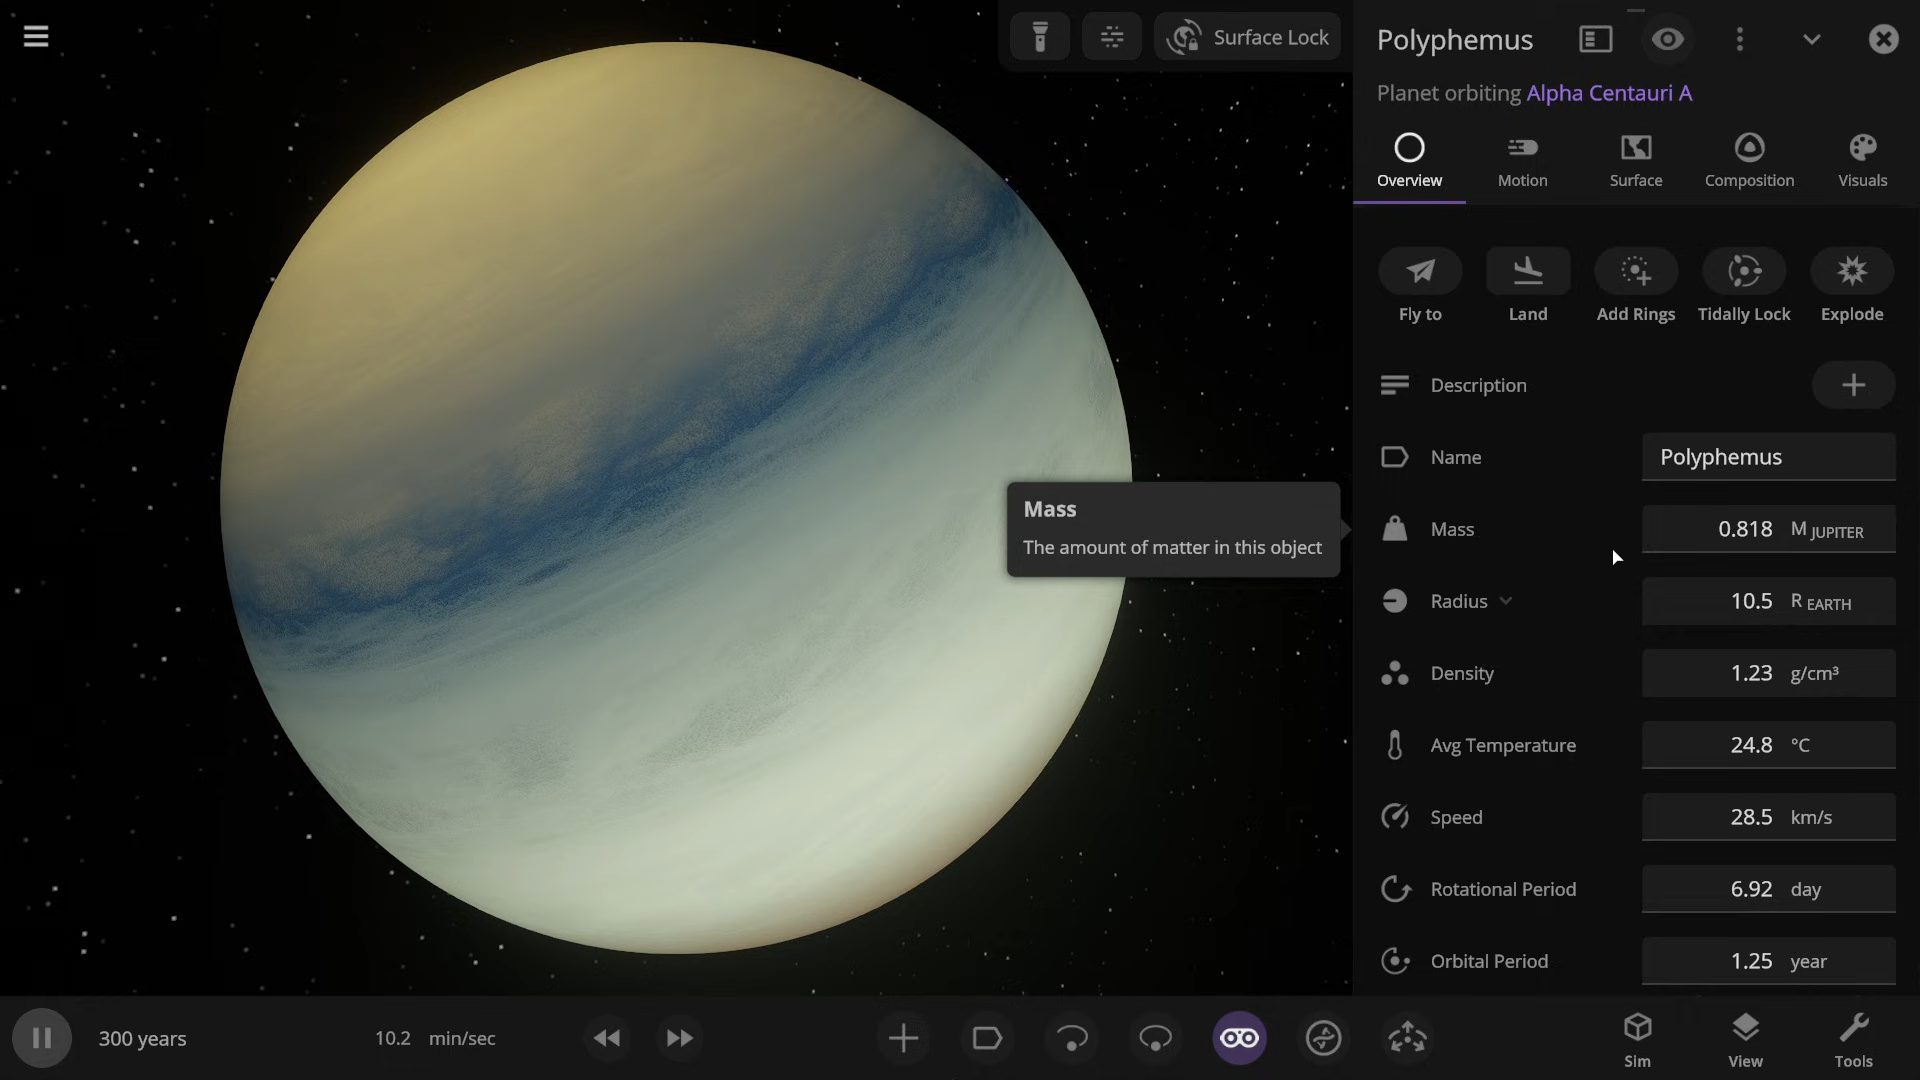 Surface Lock
Polyphemus
Planet orbiting Alpha Centauri A
Overview
Motion
Surface
Composition
Visuals
Fly to
Land
Add Rings
Tidally Lock
Explode
Description
Name
Polyphemus
Mass
The amount of matter in this object
Mass
0.818 M JUPITER
Radius
10.5 R EARTH
Density
1.23 g/cm³
Avg Temperature
24.8 °C
Speed
28.5 km/s
Rotational Period
6.92 day
Orbital Period
1.25 year
300 years
10.2 min/sec
Sim
View
Tools